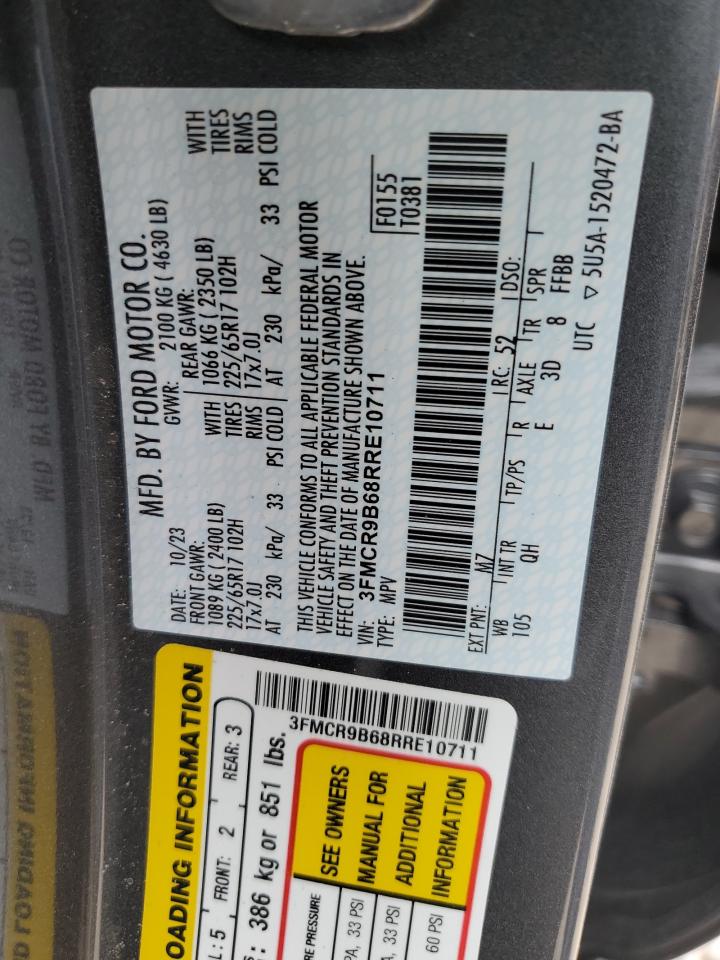 MFD. BY FORD MOTOR CO.
DATE: 10/23 GVWR: 2100 KG ( 4630 LB)
FRONT GAWR: REAR GAWR:
1089 KG ( 2400 LB) WITH 1066 KG ( 2350 LB) WITH
225/65R17 102H TIRES 225/65R17 102H TIRES
17x7.0J RIMS 17x7.0J RIMS
AT 230 kPa/ 33 PSI COLD AT 230 kPa/ 33 PSI COLD
THIS VEHICLE CONFORMS TO ALL APPLICABLE FEDERAL MOTOR
VEHICLE SAFETY AND THEFT PREVENTION STANDARDS IN
EFFECT ON THE DATE OF MANUFACTURE SHOWN ABOVE.
VIN: 3FMCR9B68RRE10711
TYPE: MPV
F0155
T0381
EXT PNT: M7 RC: 52 DSO:
WB INT TR TP/PS R AXLE TR SPR
105 QH E 3D 8 FFBB
UTC ▽ 5U5A-1520472-BA
OADING INFORMATION
L: 5 FRONT: 2 REAR: 3
: 386 kg or 851 lbs.
3FMCR9B68RRE10711
RE PRESSURE
PA, 33 PSI
A, 33 PSI
60 PSI
SEE OWNERS
MANUAL FOR
ADDITIONAL
INFORMATION